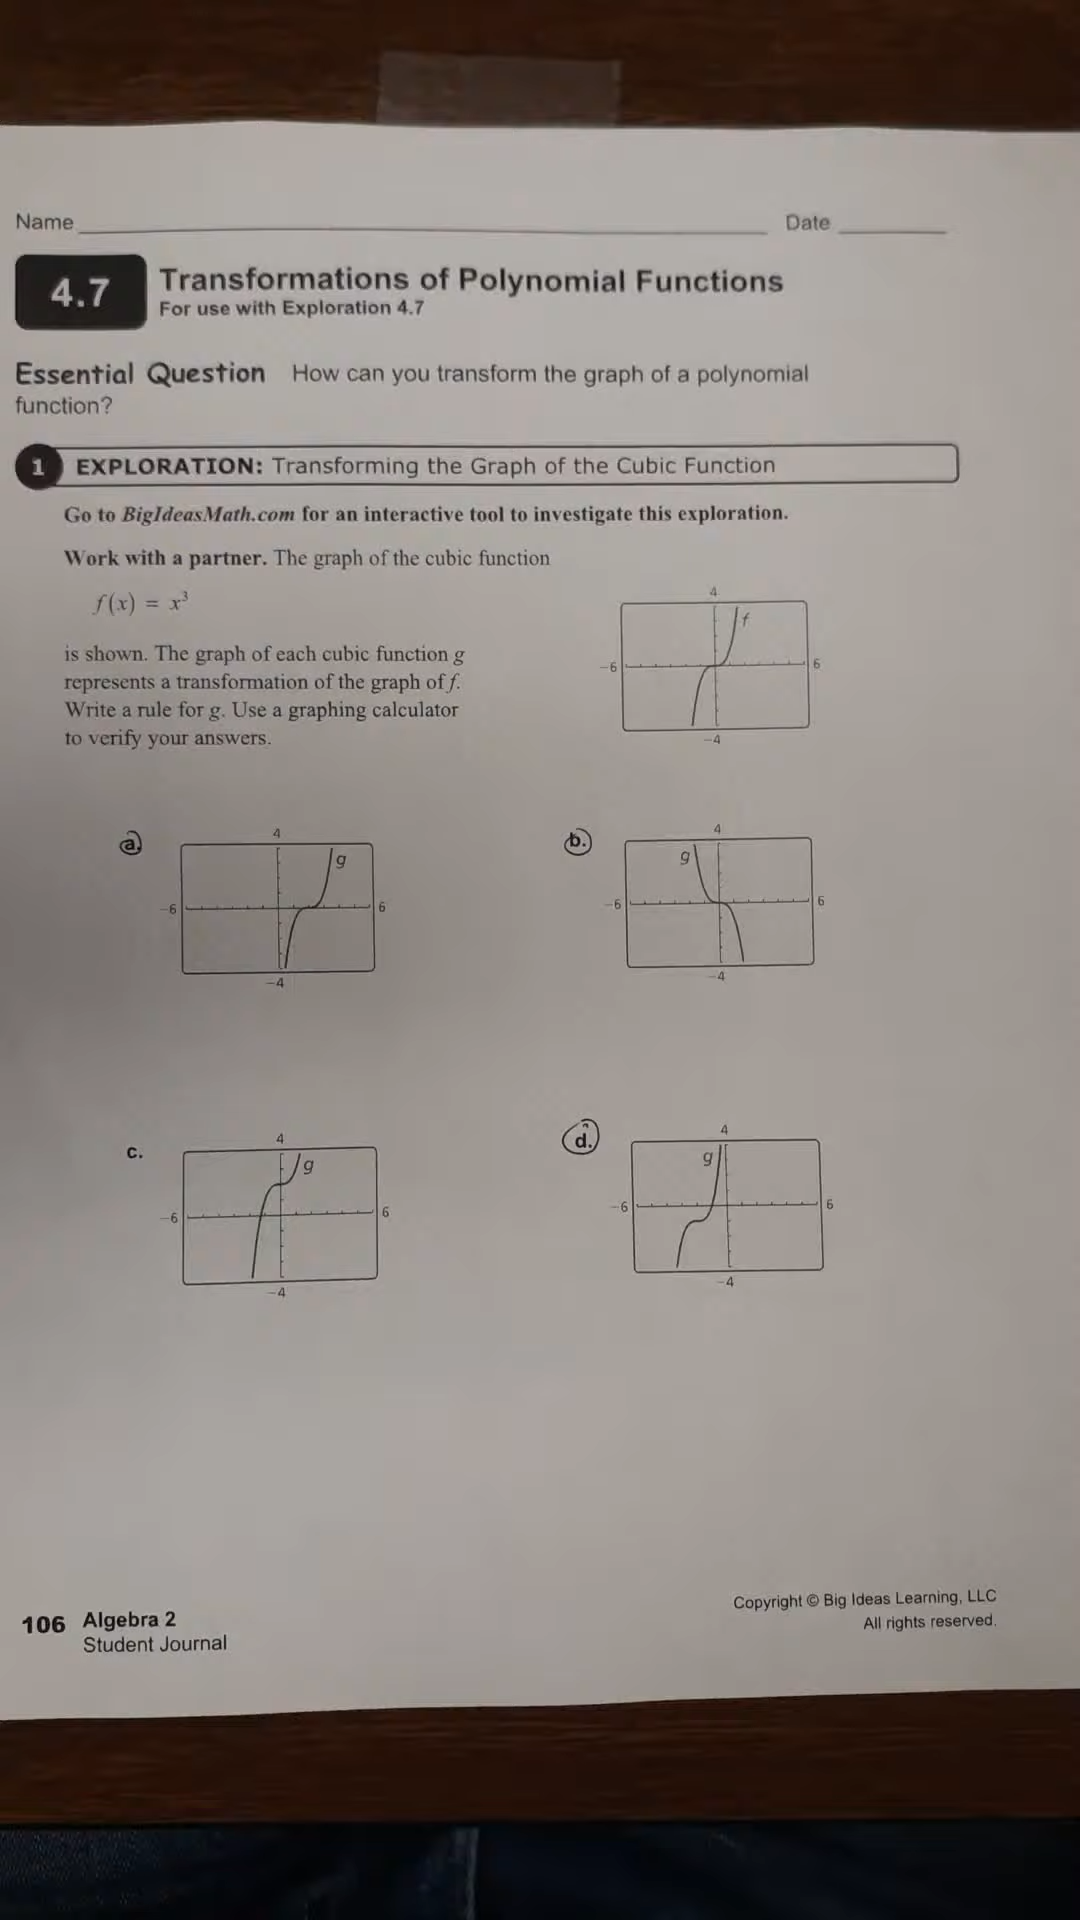 Name Date
4.7 Transformations of Polynomial Functions
For use with Exploration 4.7
Essential Question How can you transform the graph of a polynomial
function?
1 EXPLORATION: Transforming the Graph of the Cubic Function
Go to BigIdeasMath.com for an interactive tool to investigate this exploration.
Work with a partner. The graph of the cubic function
f(x) = x³
is shown. The graph of each cubic function g
represents a transformation of the graph of f.
Write a rule for g. Use a graphing calculator
to verify your answers.
4
f
-6 6
-4
a. 4
g
-6 6
-4
b. 4
g
-6 6
-4
c. 4
g
-6 6
-4
d. 4
g
-6 6
-4
106 Algebra 2
Student Journal
Copyright © Big Ideas Learning, LLC
All rights reserved.